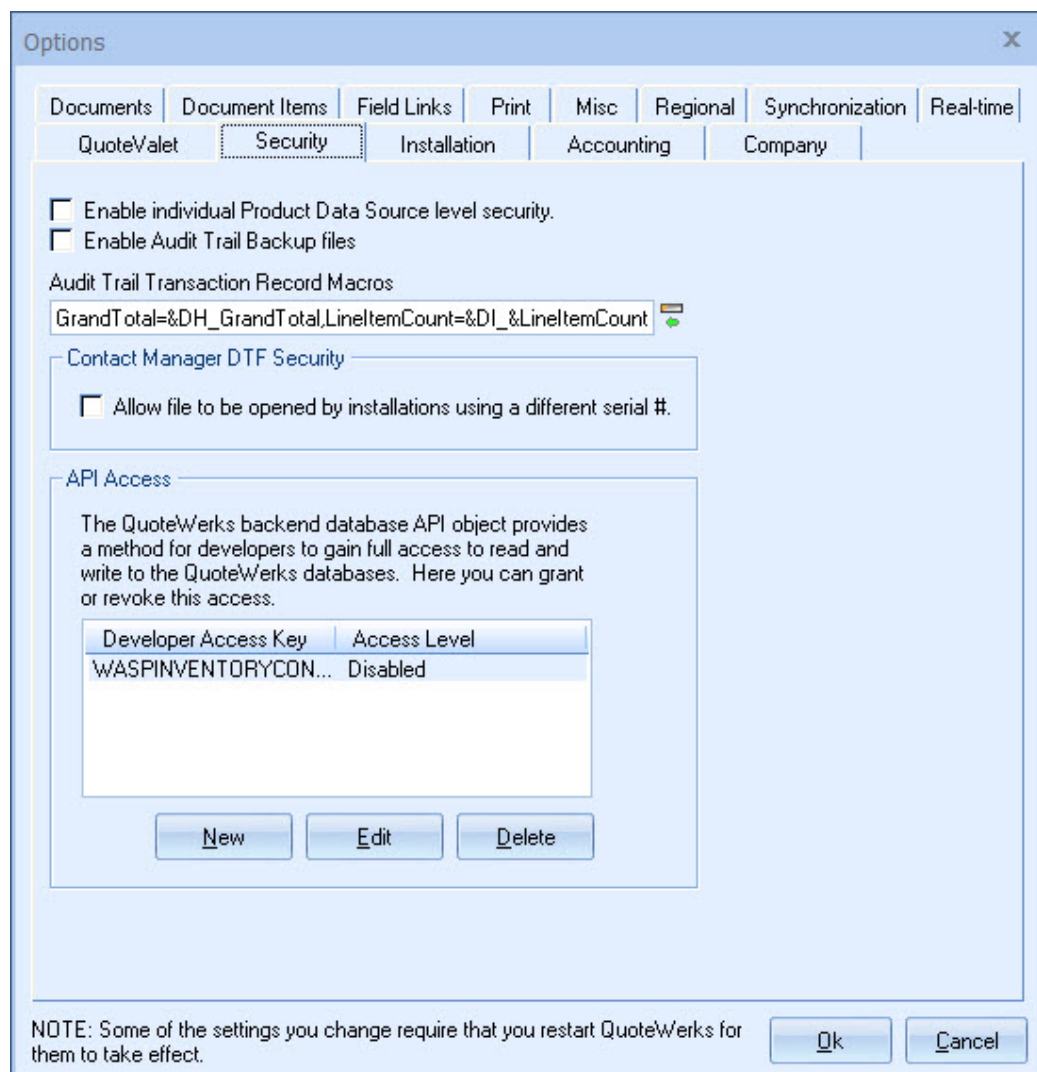 Options
Documents Document Items Field Links Print Misc Regional Synchronization Real-time
QuoteValet Security Installation Accounting Company
Enable individual Product Data Source level security.
Enable Audit Trail Backup files
Audit Trail Transaction Record Macros
GrandTotal=&DH_GrandTotal,LineItemCount=&DI_&LineItemCount
Contact Manager DTF Security
Allow file to be opened by installations using a different serial #.
API Access
The QuoteWerks backend database API object provides
a method for developers to gain full access to read and
write to the QuoteWerks databases. Here you can grant
or revoke this access.
Developer Access Key Access Level
WASPINVENTORYCON... Disabled
New Edit Delete
NOTE: Some of the settings you change require that you restart QuoteWerks for
them to take effect.
Ok Cancel